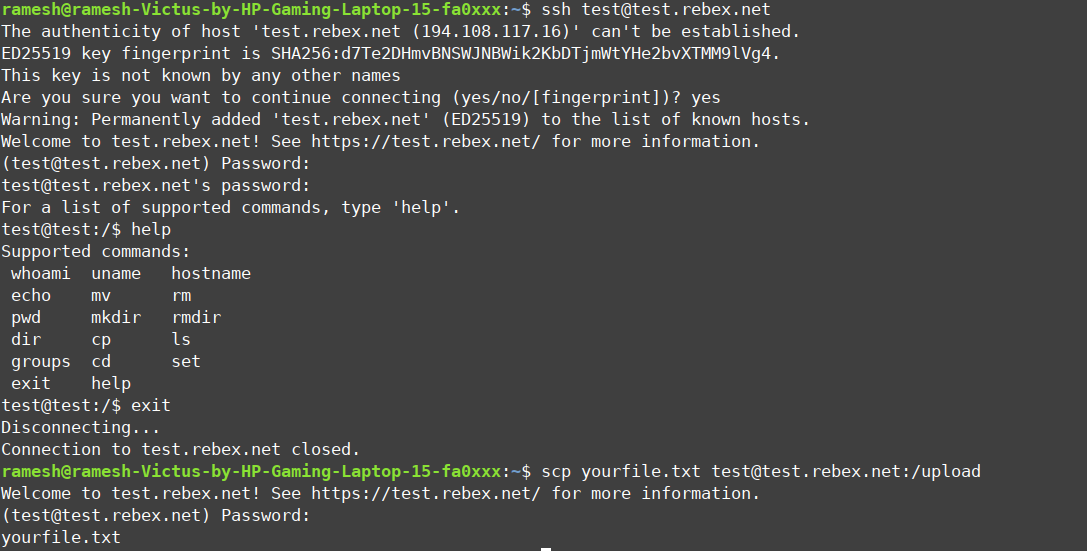 ramesh@ramesh-Victus-by-HP-Gaming-Laptop-15-fa0xxx:~$ ssh test@test.rebex.net
The authenticity of host 'test.rebex.net (194.108.117.16)' can't be established.
ED25519 key fingerprint is SHA256:d7Te2DHmvBNSWJNBWik2KbDTjmWtYHe2bvXTMM9lVg4.
This key is not known by any other names
Are you sure you want to continue connecting (yes/no/[fingerprint])? yes
Warning: Permanently added 'test.rebex.net' (ED25519) to the list of known hosts.
Welcome to test.rebex.net! See https://test.rebex.net/ for more information.
(test@test.rebex.net) Password:
test@test.rebex.net's password:
For a list of supported commands, type 'help'.
test@test:/$ help
Supported commands:
 whoami  uname   hostname
 echo    mv      rm
 pwd     mkdir   rmdir
 dir     cp      ls
 groups  cd      set
 exit    help
test@test:/$ exit
Disconnecting...
Connection to test.rebex.net closed.
ramesh@ramesh-Victus-by-HP-Gaming-Laptop-15-fa0xxx:~$ scp yourfile.txt test@test.rebex.net:/upload
Welcome to test.rebex.net! See https://test.rebex.net/ for more information.
(test@test.rebex.net) Password:
yourfile.txt